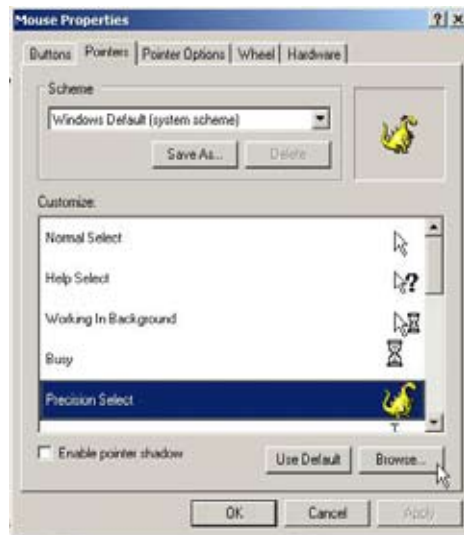 Mouse Properties
Buttons Pointers Pointer Options Wheel Hardware
Scheme
Windows Default (system scheme)
Save As... Delete
Customize:
Normal Select
Help Select
Working In Background
Busy
Precision Select
Enable pointer shadow
Use Default Browse...
OK Cancel Apply